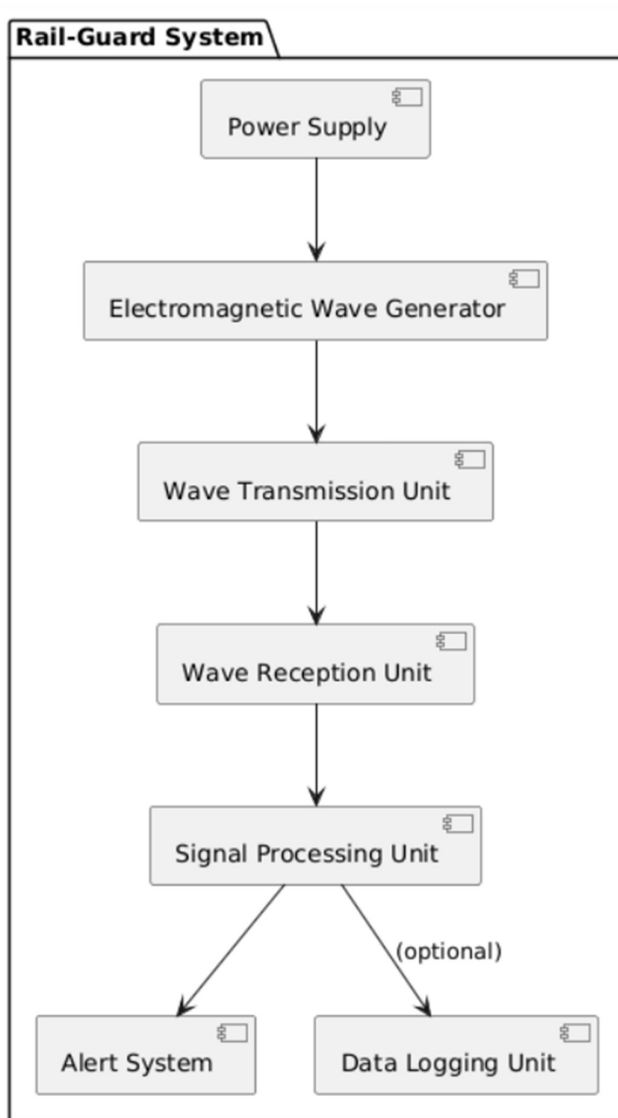 Rail-Guard System
Power Supply
Electromagnetic Wave Generator
Wave Transmission Unit
Wave Reception Unit
Signal Processing Unit
(optional)
Alert System
Data Logging Unit